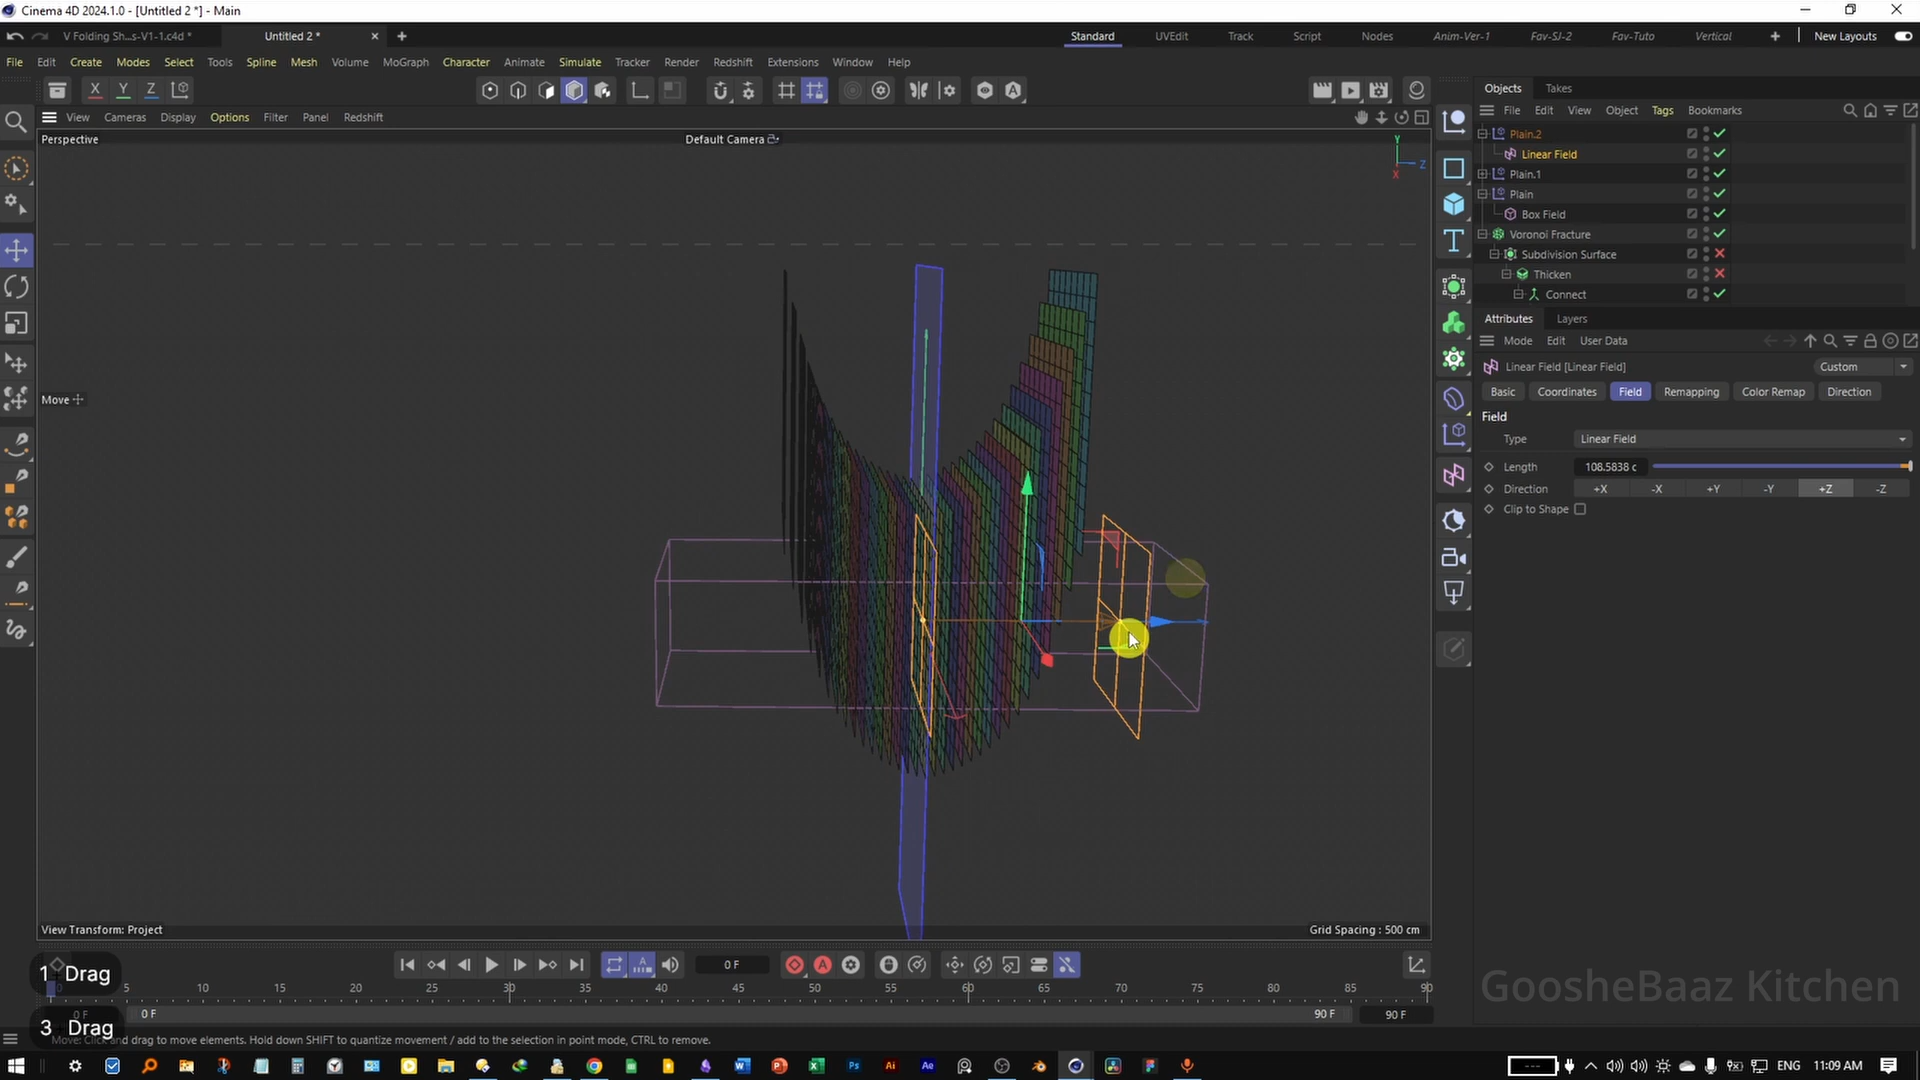 Cinema 4D 2024.1.0 - [Untitled 2 *] - Main
V Folding Sh...s-V1-1.c4d *
Untitled 2 *
Standard
UVEdit
Track
Script
Nodes
Anim-Ver-1
Fav-SJ-2
Fav-Tuto
Vertical
New Layouts
File Edit Create Modes Select Tools Spline Mesh Volume MoGraph Character Animate Simulate Tracker Render Redshift Extensions Window Help
X Y Z
Objects Takes
View Cameras Display Options Filter Panel Redshift
File Edit View Object Tags Bookmarks
Perspective
Default Camera
Y
Z
X
Plain.2
Linear Field
Plain.1
Plain
Box Field
Voronoi Fracture
Subdivision Surface
Thicken
Connect
Attributes Layers
Mode Edit User Data
Linear Field [Linear Field]
Custom
Basic Coordinates Field Remapping Color Remap Direction
Field
Type Linear Field
Length 108.5838 c
Direction +X -X +Y -Y +Z -Z
Clip to Shape
Move
View Transform: Project
Grid Spacing : 500 cm
0 F
1 Drag
0 5 10 15 20 25 30 35 40 45 50 55 60 65 70 75 80 85 90
0 F
0 F
90 F
90 F
3 Drag
GoosheBaaz Kitchen
Move: Click and drag to move elements. Hold down SHIFT to quantize movement / add to the selection in point mode, CTRL to remove.
ENG
11:09 AM